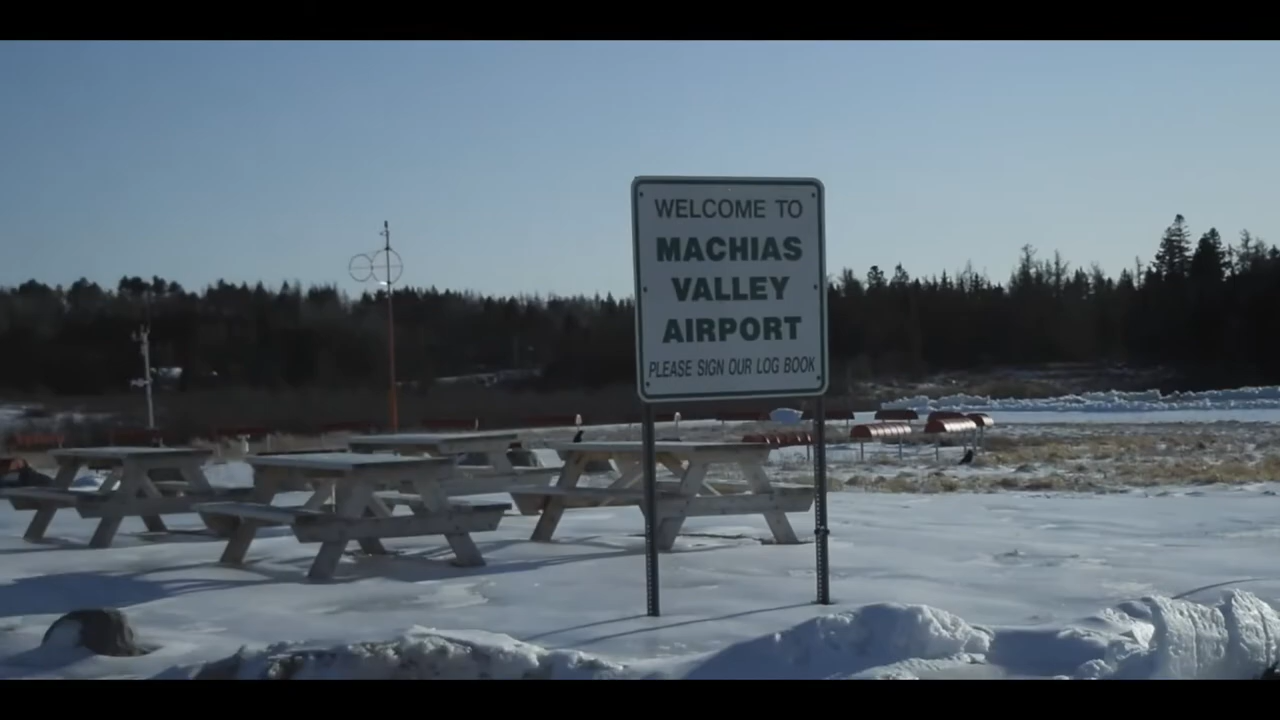 WELCOME TO
MACHIAS
VALLEY
AIRPORT
PLEASE SIGN OUR LOG BOOK